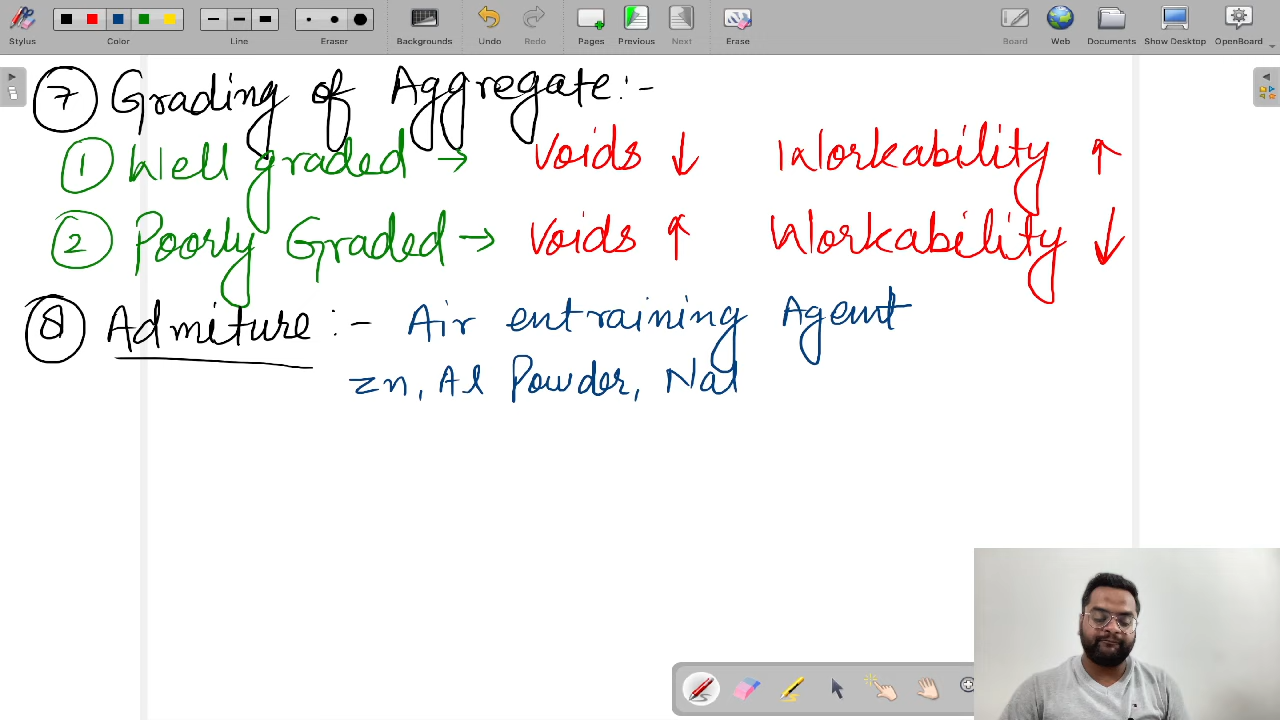 Stylus Color Line Eraser Backgrounds Undo Redo Pages Previous Next Erase Board Web Documents Show Desktop OpenBoard
7 Grading of Aggregate:-
1 Well graded → Voids ↓ Workability ↑
2 Poorly Graded → Voids ↑ Workability ↓
8 Admiture :- Air entraining Agent
Zn, Al Powder, Nat